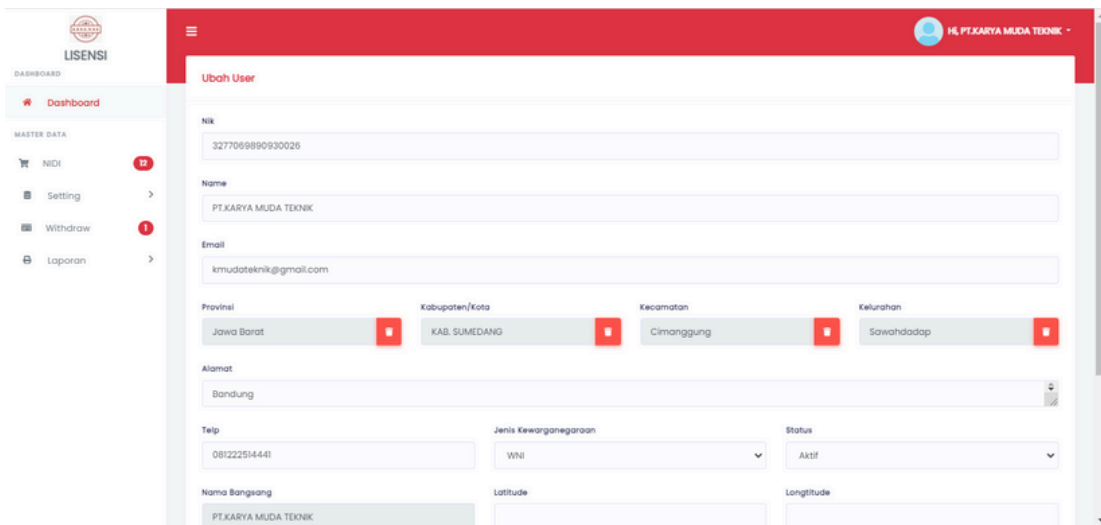 LISENSI
DASHBOARD
Dashboard
MASTER DATA
NIDI 12
Setting
Withdraw 1
Laporan
Hi, PT.KARYA MUDA TEKNIK
Ubah User
Nik
3277069890930026
Name
PT.KARYA MUDA TEKNIK
Email
kmudateknik@gmail.com
Provinsi Kabupaten/Kota Kecamatan Kelurahan
Jawa Barat KAB. SUMEDANG Cimanggung Sawahdadap
Alamat
Bandung
Telp Jenis Kewarganegaraan Status
081222514441 WNI Aktif
Nama Bangsang Latitude Longtitude
PT.KARYA MUDA TEKNIK